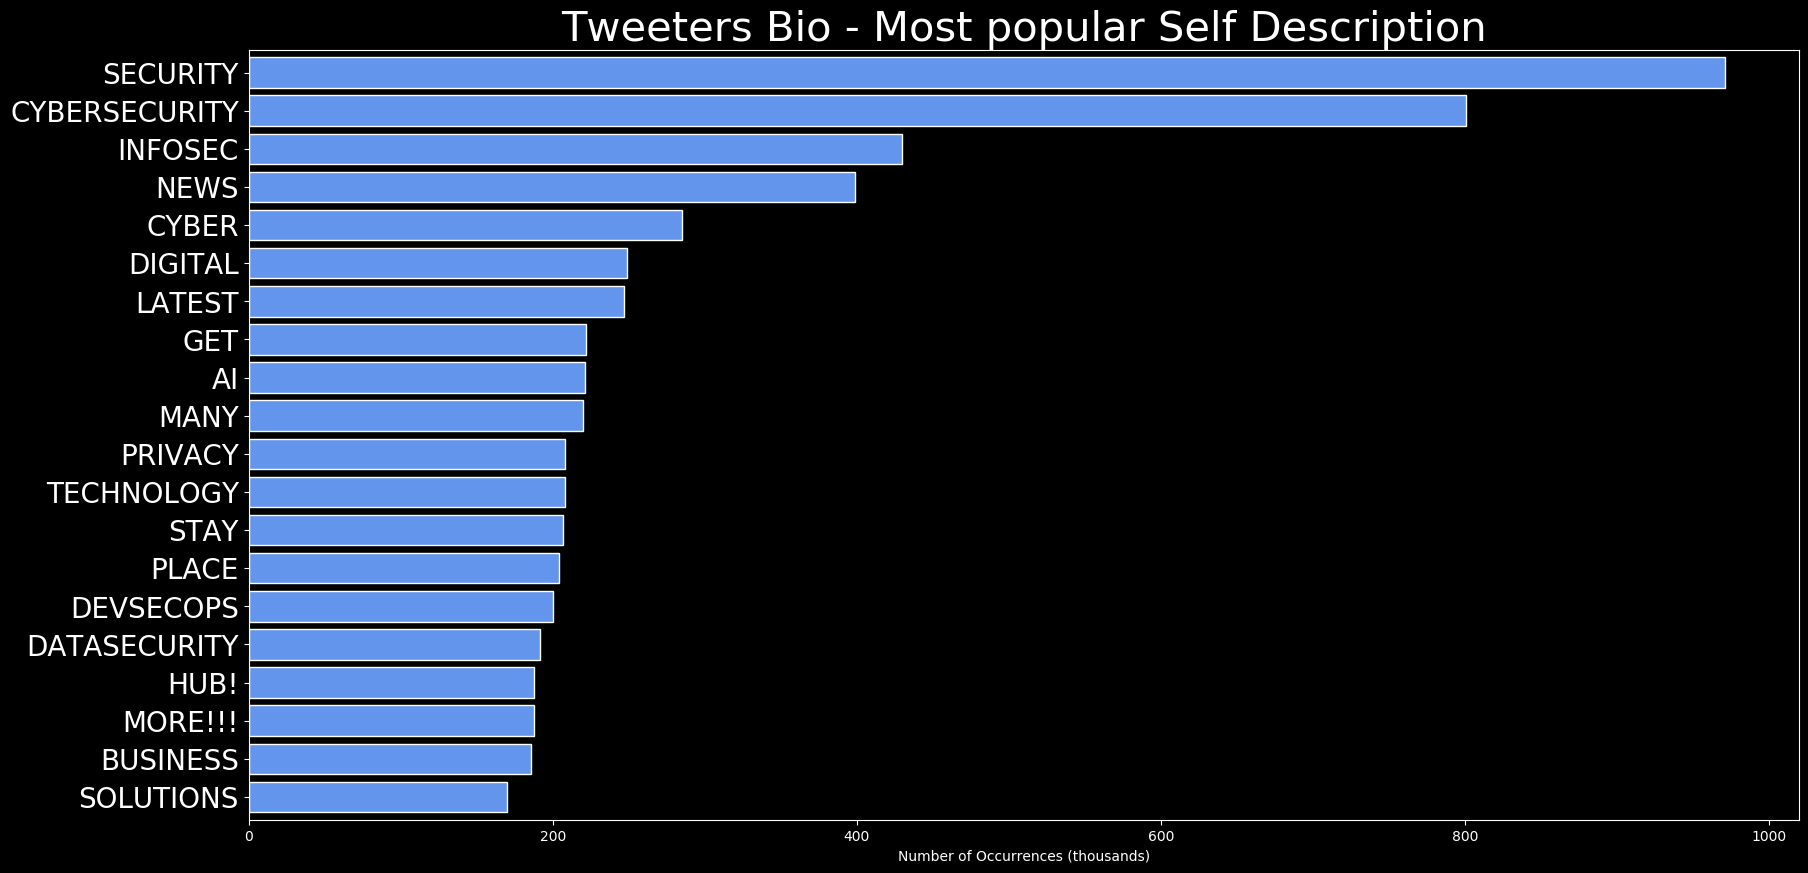 Tweeters Bio - Most popular Self Description
SECURITY
CYBERSECURITY
INFOSEC
NEWS
CYBER
DIGITAL
LATEST
GET
AI
MANY
PRIVACY
TECHNOLOGY
STAY
PLACE
DEVSECOPS
DATASECURITY
HUB!
MORE!!!
BUSINESS
SOLUTIONS
0 200 400 600 800 1000
Number of Occurrences (thousands)